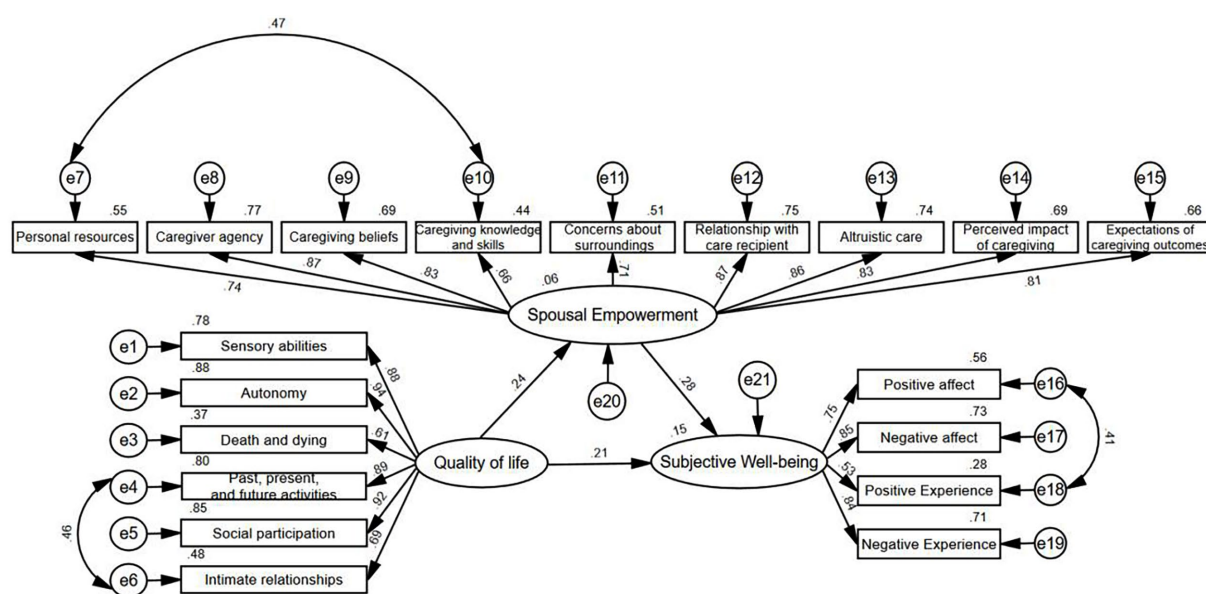 .47
e7
e8
e9
e10
e11
e12
e13
e14
e15
.55
.77
.69
.44
.51
.75
.74
.69
.66
Personal resources
Caregiver agency
Caregiving beliefs
Caregiving knowledge
and skills
Concerns about
surroundings
Relationship with
care recipient
Altruistic care
Perceived impact
of caregiving
Expectations of
caregiving outcomes
.74
.87
.83
.66
.71
.87
.86
.83
.81
.06
Spousal Empowerment
e20
e21
.24
.28
.21
.15
Quality of life
Subjective Well-being
e1
.78
Sensory abilities
.88
e2
.88
Autonomy
.94
e3
.37
Death and dying
.61
e4
.80
Past, present,
and future activities
.89
e5
.85
Social participation
.92
e6
.48
Intimate relationships
.69
.46
.75
.56
Positive affect
e16
.85
.73
Negative affect
e17
.53
.28
Positive Experience
e18
.84
.71
Negative Experience
e19
.41